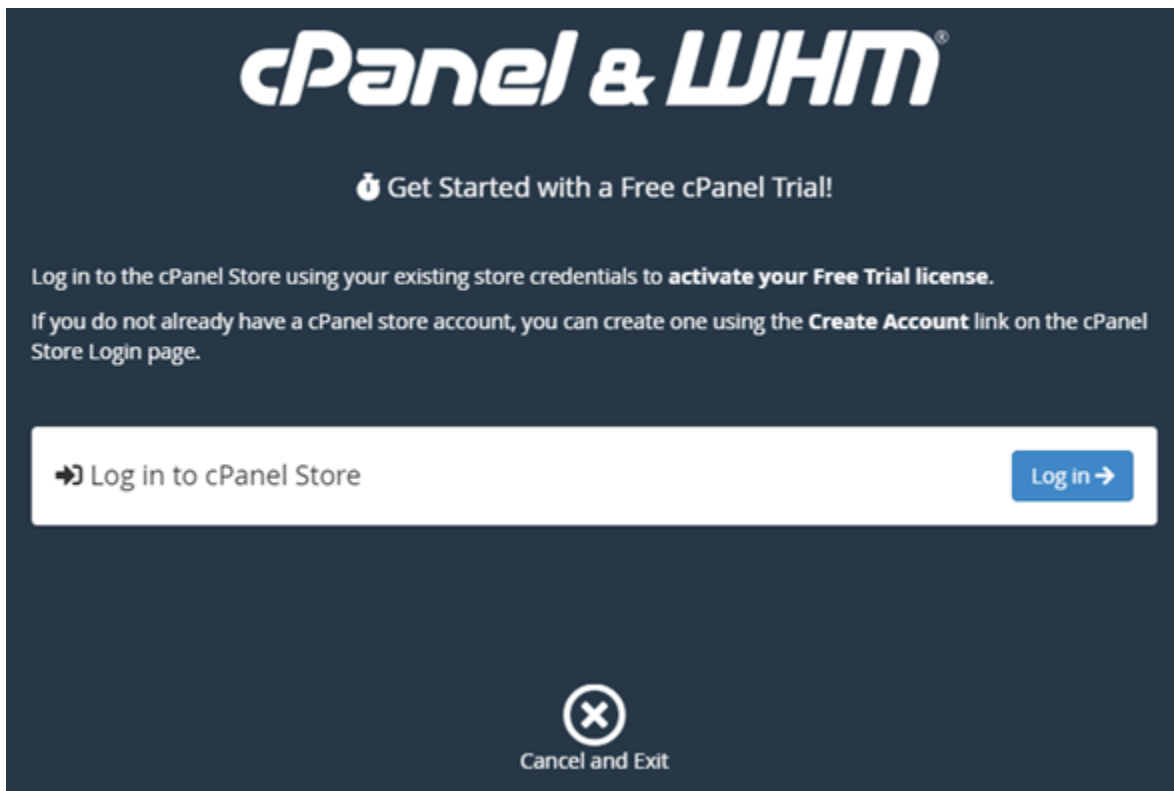 cPanel & WHM®
Get Started with a Free cPanel Trial!
Log in to the cPanel Store using your existing store credentials to activate your Free Trial license.
If you do not already have a cPanel store account, you can create one using the Create Account link on the cPanel
Store Login page.
Log in to cPanel Store
Log in
Cancel and Exit